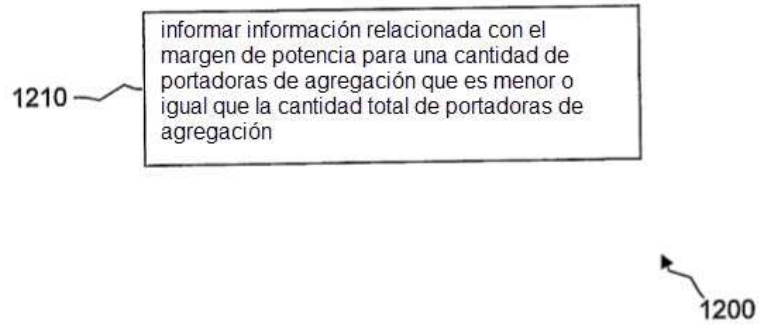 informar información relacionada con el
margen de potencia para una cantidad de
portadoras de agregación que es menor o
igual que la cantidad total de portadoras de
agregación
1210
1200